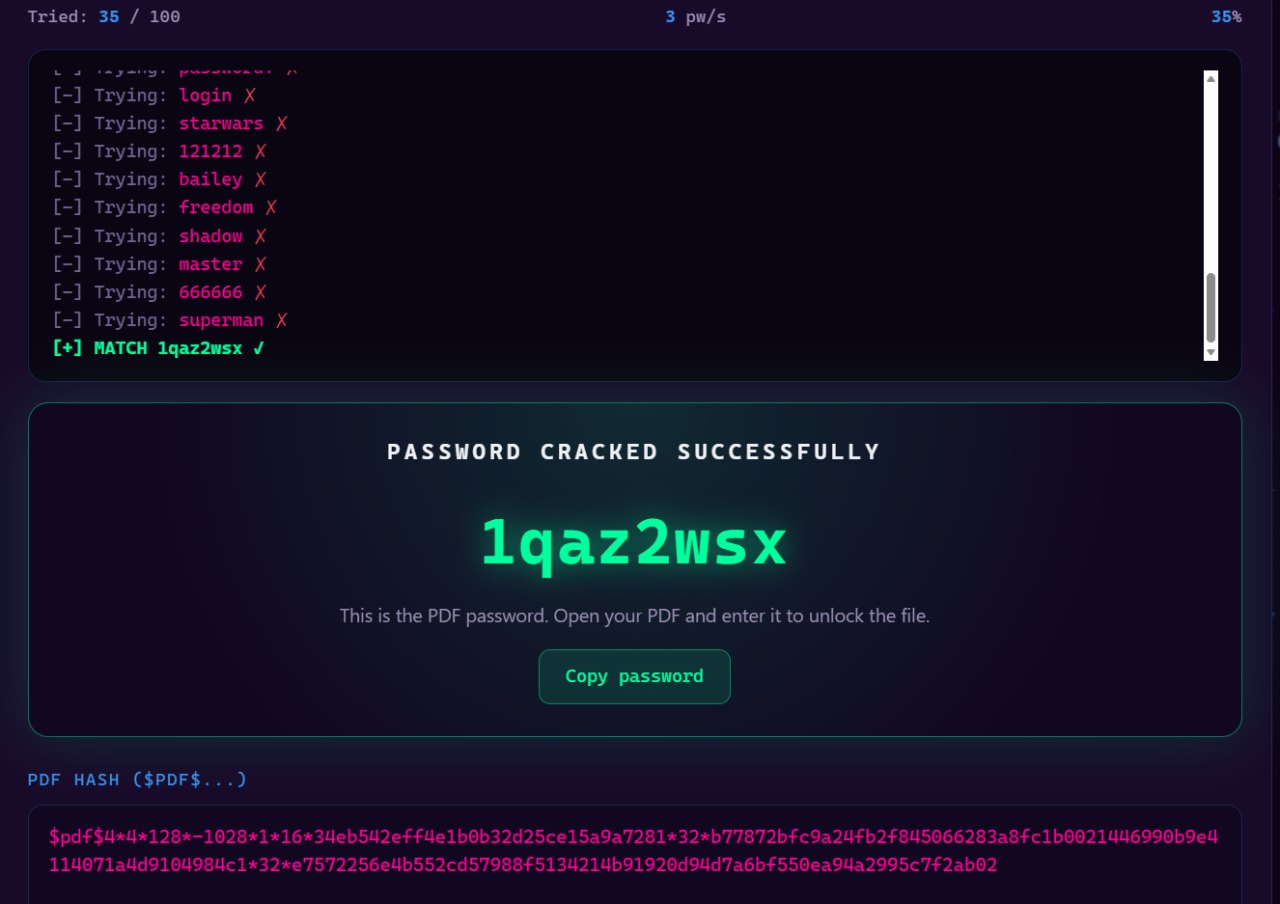 Tried: 35 / 100
3 pw/s
35%
[-] Trying: login ✗
[-] Trying: starwars ✗
[-] Trying: 121212 ✗
[-] Trying: bailey ✗
[-] Trying: freedom ✗
[-] Trying: shadow ✗
[-] Trying: master ✗
[-] Trying: 666666 ✗
[-] Trying: superman ✗
[+] MATCH 1qaz2wsx ✓
PASSWORD CRACKED SUCCESSFULLY
1qaz2wsx
This is the PDF password. Open your PDF and enter it to unlock the file.
Copy password
PDF HASH ($PDF$...)
$pdf$4*4*128*-1028*1*16*34eb542eff4e1b0b32d25ce15a9a7281*32*b77872bfc9a24fb2f845066283a8fc1b0021446990b9e4
114071a4d9104984c1*32*e7572256e4b552cd57988f5134214b91920d94d7a6bf550ea94a2995c7f2ab02